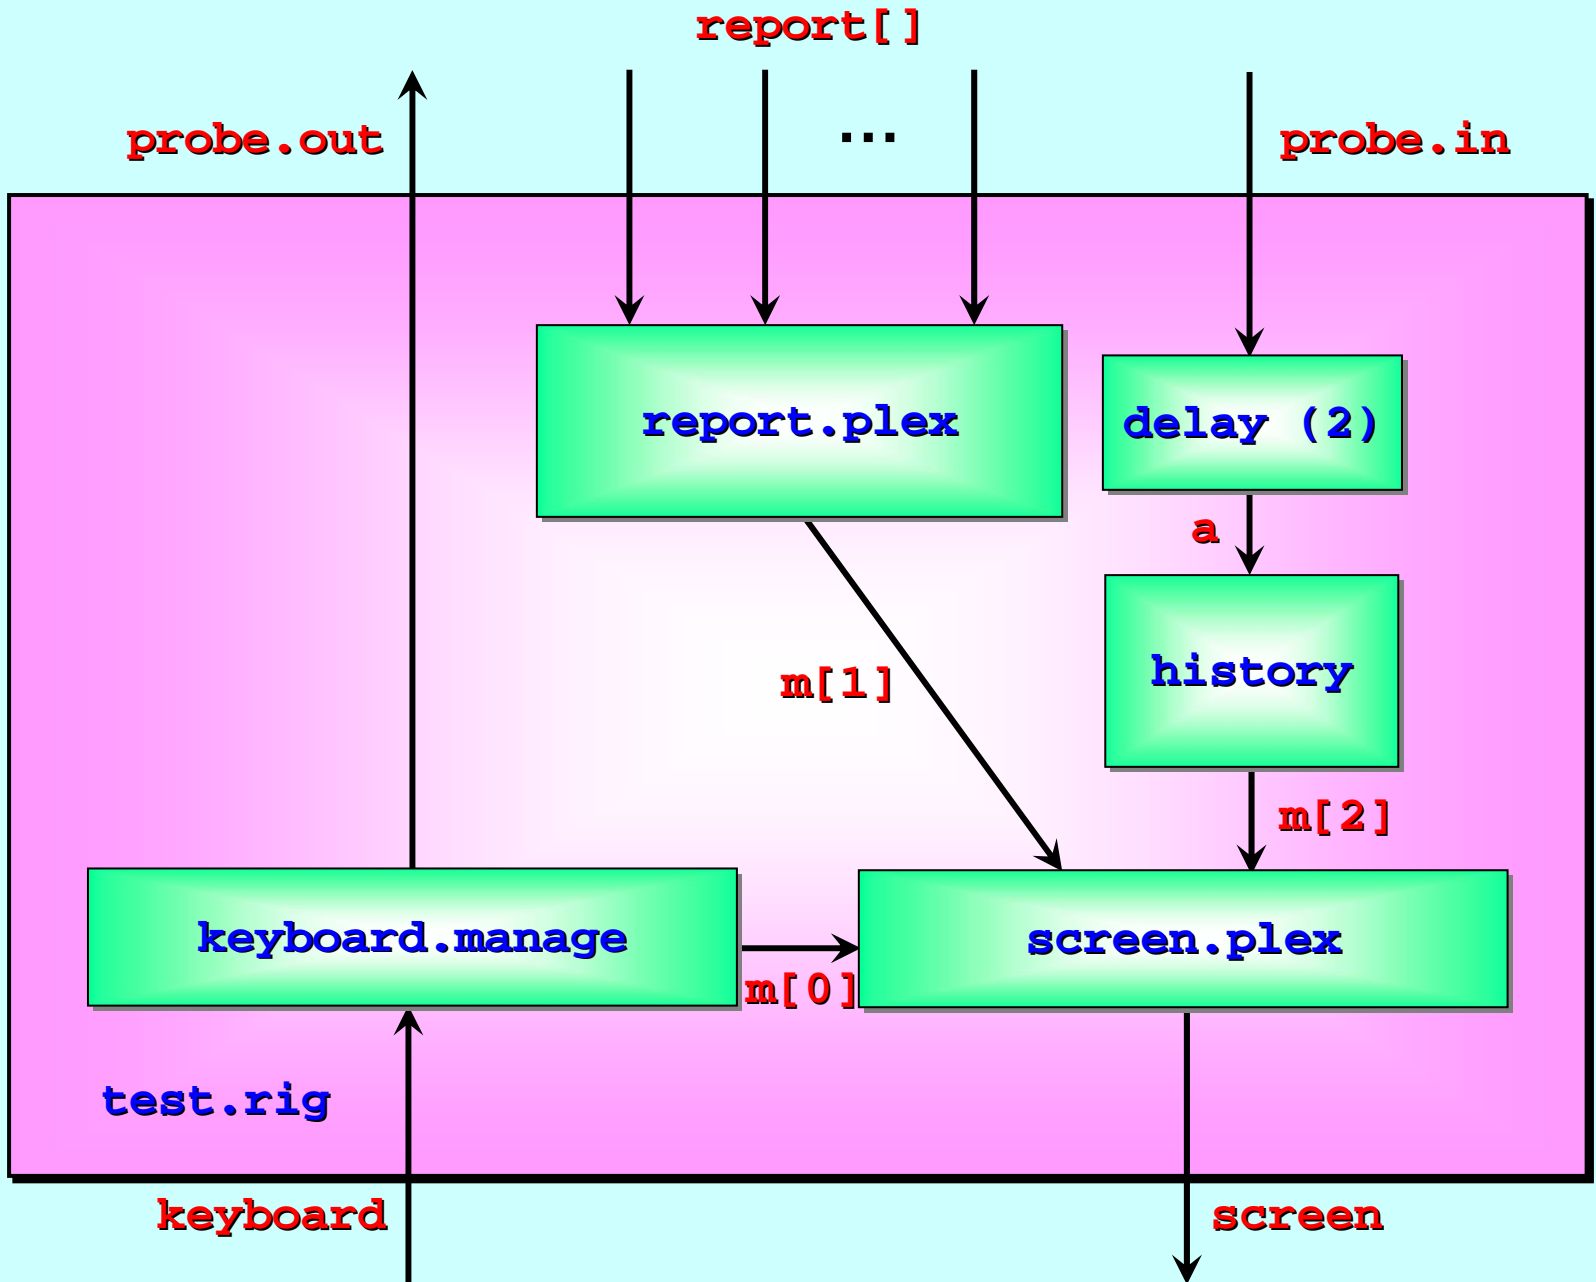 report[]
probe.out
...
probe.in
report.plex
delay (2)
a
history
m[1]
m[2]
keyboard.manage
screen.plex
m[0]
test.rig
keyboard
screen